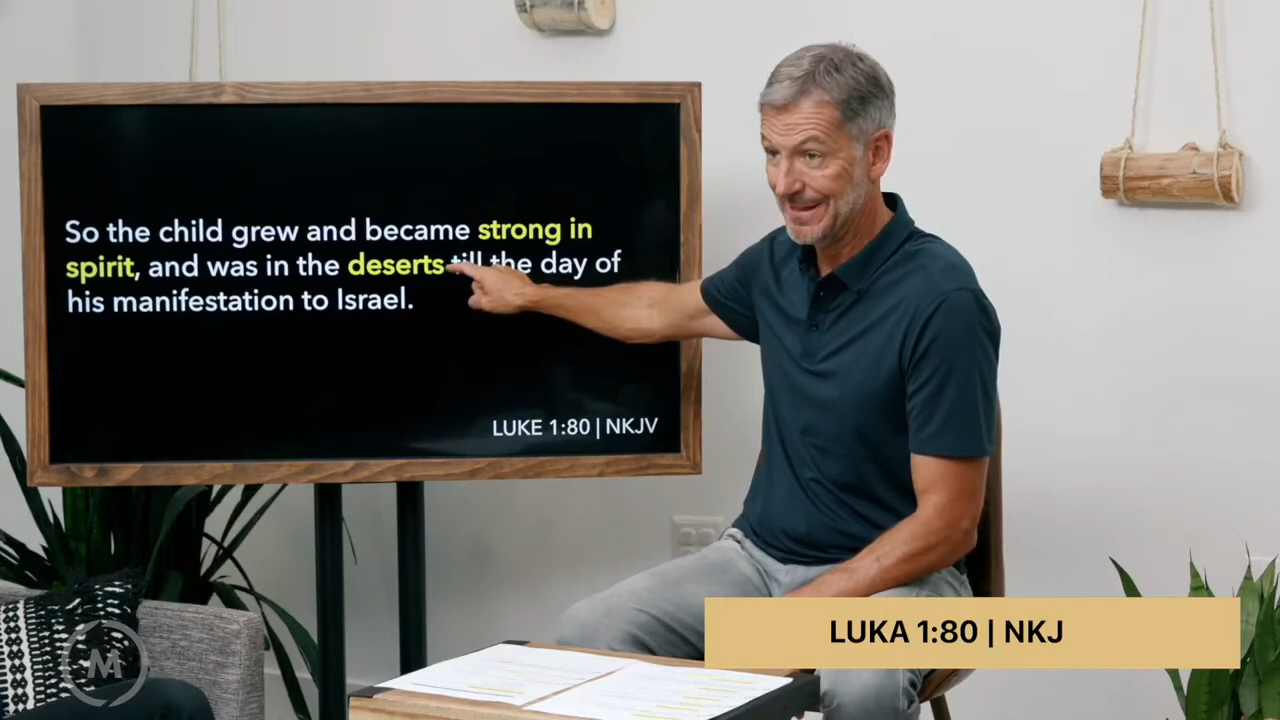 So the child grew and became strong in
spirit, and was in the deserts till the day of
his manifestation to Israel.
LUKE 1:80 | NKJV
LUKA 1:80 | NKJ
M